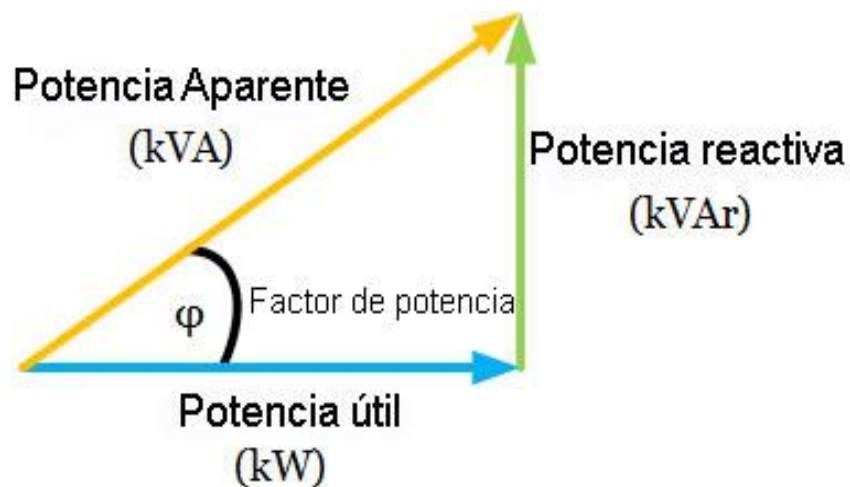 Potencia Aparente
(kVA)
Potencia reactiva
(kVAr)
φ
Factor de potencia
Potencia útil
(kW)